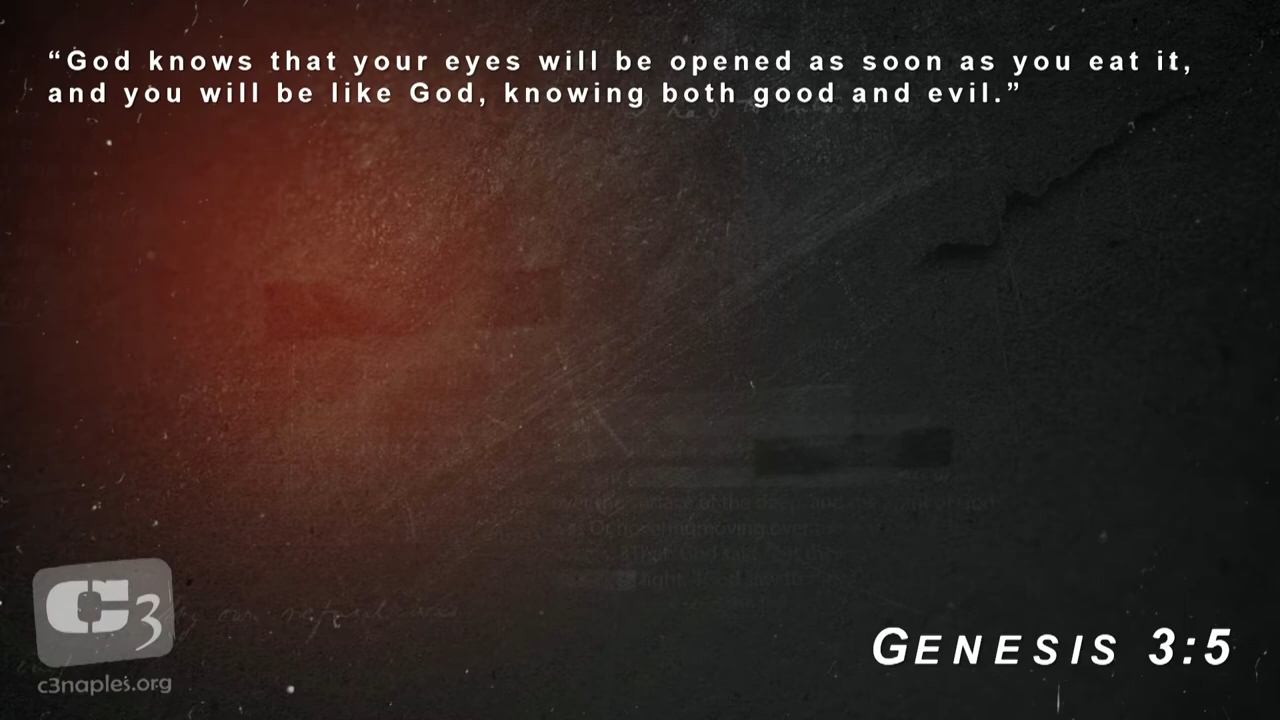 “God knows that your eyes will be opened as soon as you eat it,
and you will be like God, knowing both good and evil.”
C3
c3naples.org
GENESIS 3:5